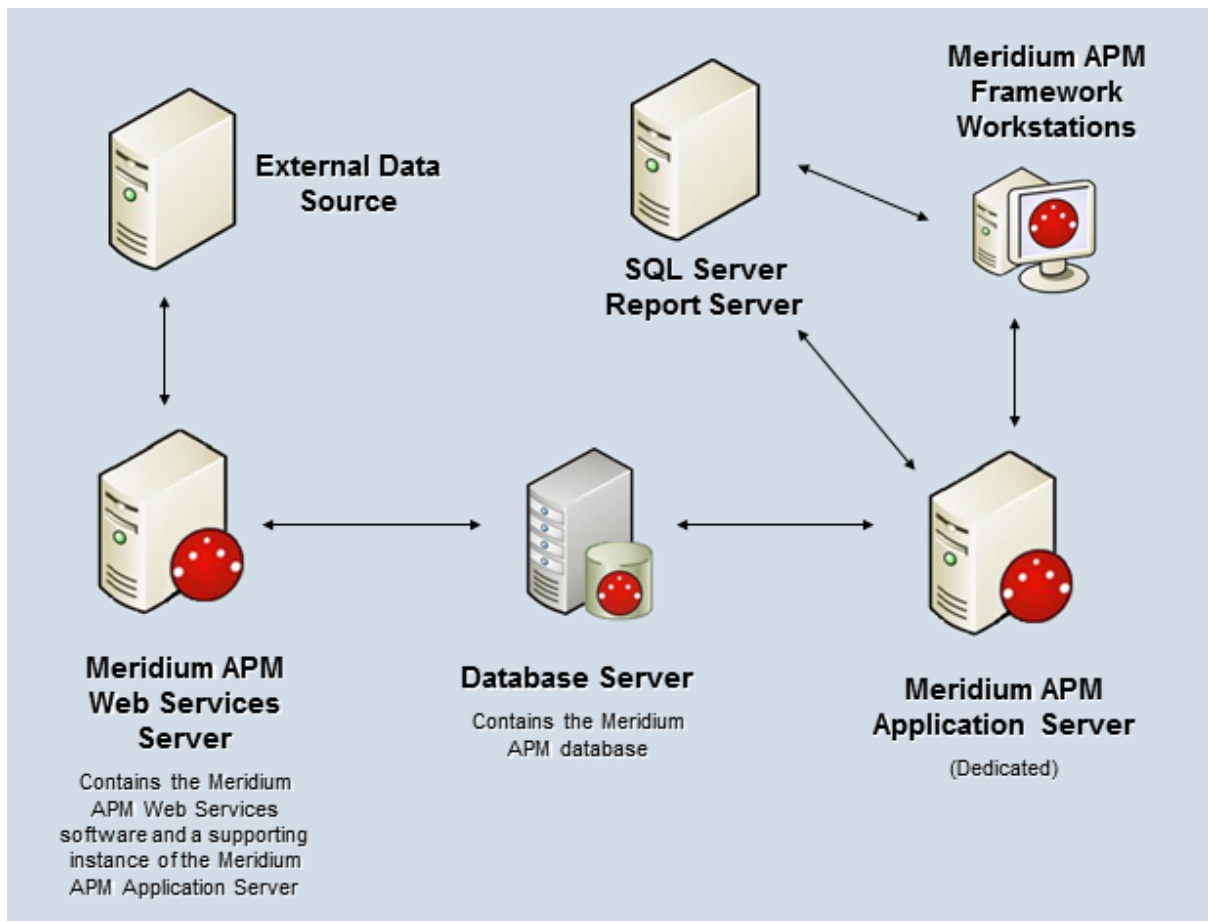 Meridium APM
Framework
Workstations
External Data
Source
SQL Server
Report Server
Meridium APM
Web Services
Server
Contains the Meridium
APM Web Services
software and a supporting
instance of the Meridium
APM Application Server
Database Server
Contains the Meridium
APM database
Meridium APM
Application Server
(Dedicated)